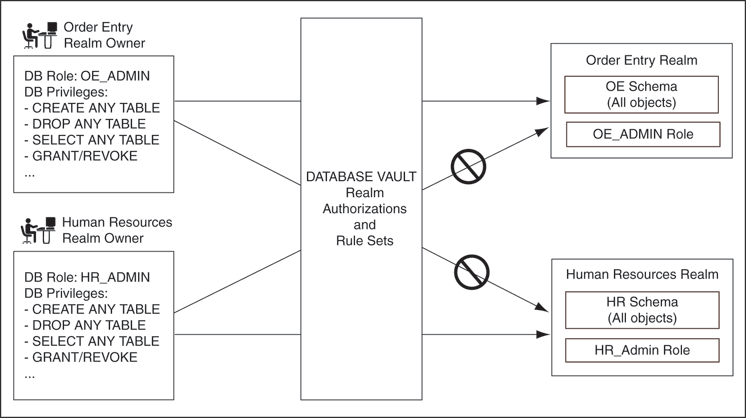 Order Entry
Realm Owner
DB Role: OE_ADMIN
DB Privileges:
- CREATE ANY TABLE
- DROP ANY TABLE
- SELECT ANY TABLE
- GRANT/REVOKE
...
Human Resources
Realm Owner
DB Role: HR_ADMIN
DB Privileges:
- CREATE ANY TABLE
- DROP ANY TABLE
- SELECT ANY TABLE
- GRANT/REVOKE
...
DATABASE VAULT
Realm
Authorizations
and
Rule Sets
Order Entry Realm
OE Schema
(All objects)
OE_ADMIN Role
Human Resources Realm
HR Schema
(All objects)
HR_Admin Role